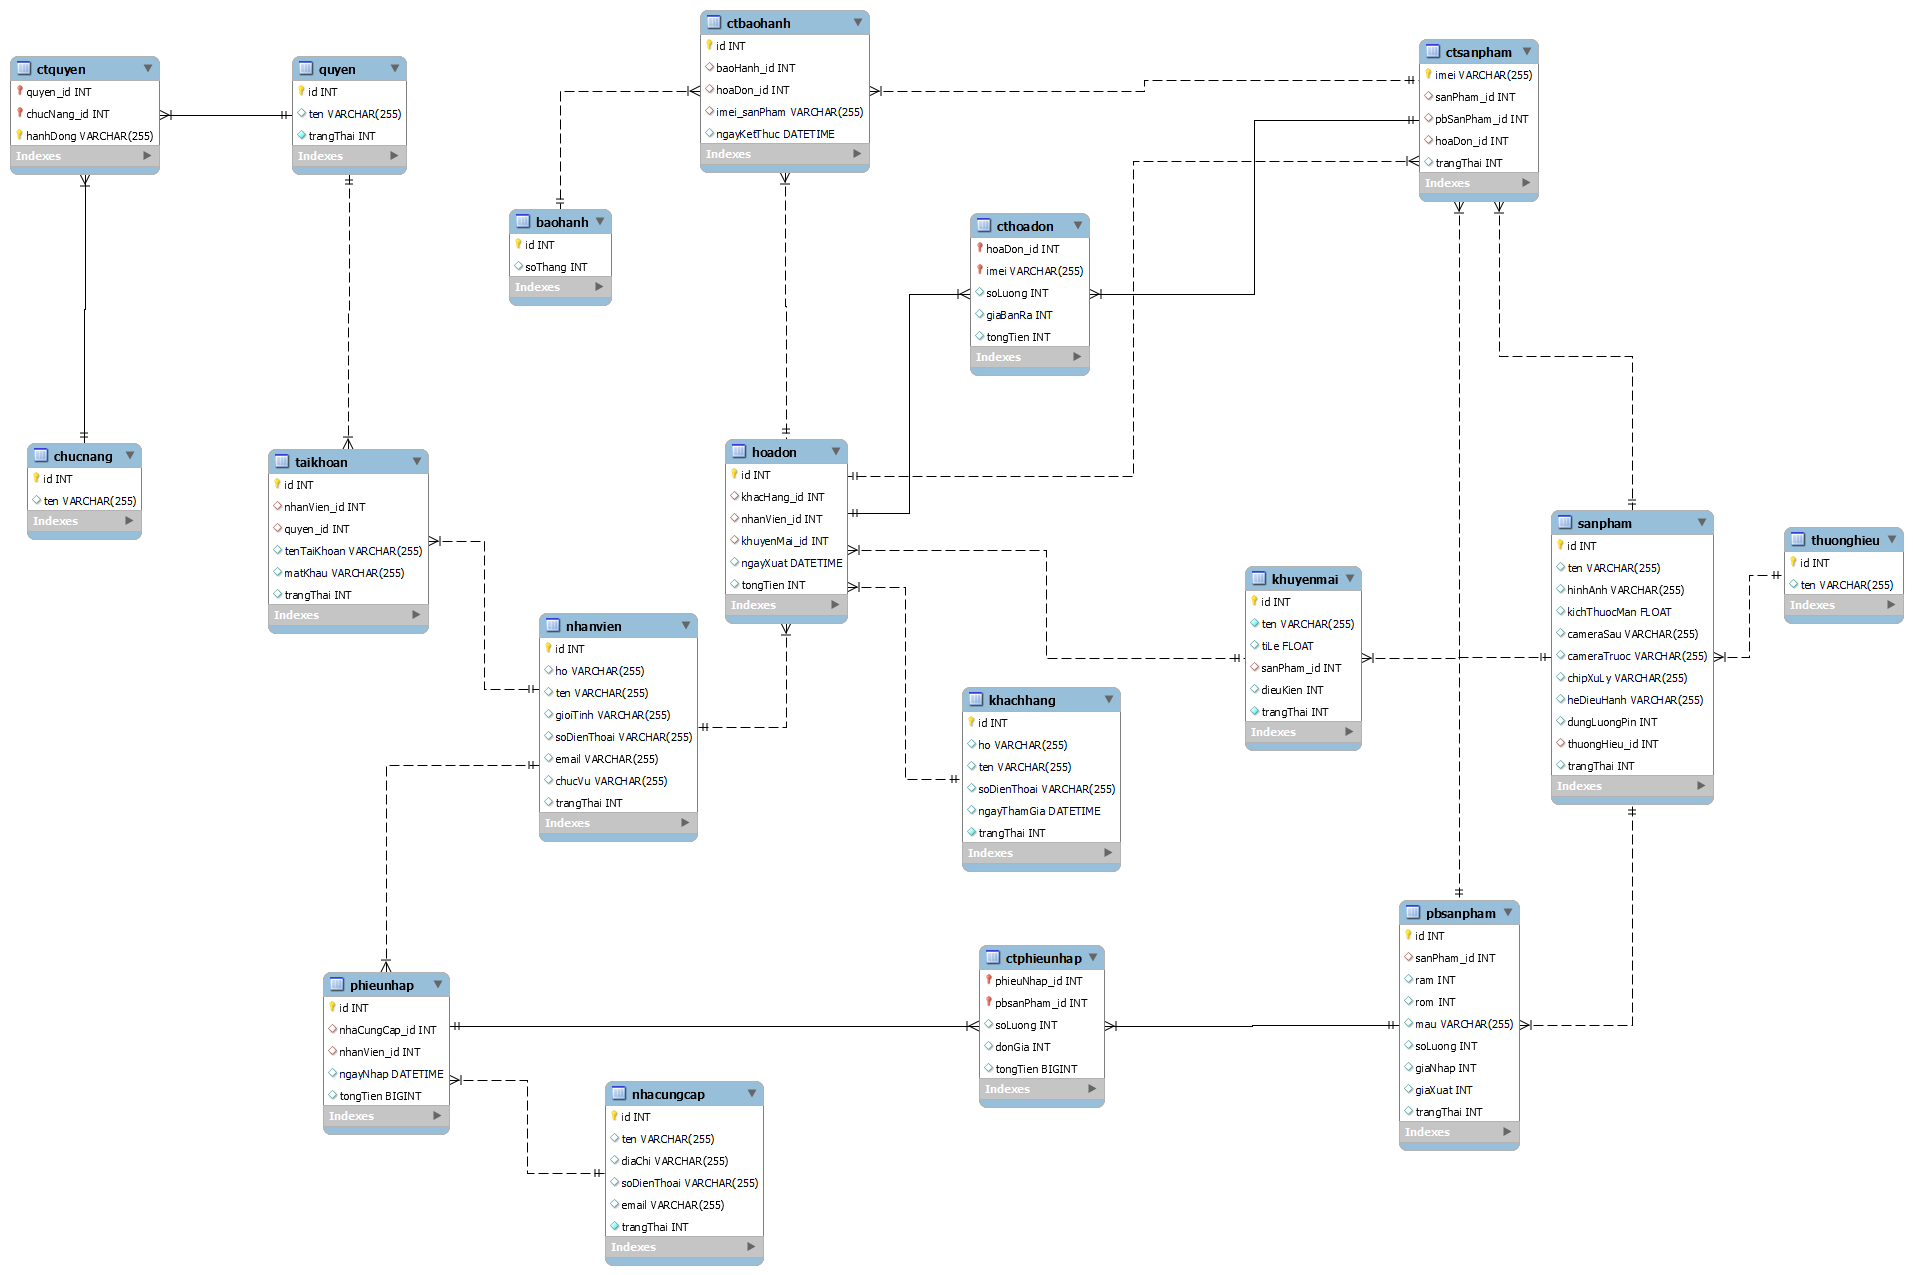 ctquyen
quyen_id INT
chucNang_id INT
hanhDong VARCHAR(255)
Indexes
quyen
id INT
ten VARCHAR(255)
trangThai INT
Indexes
ctbaohanh
id INT
baoHanh_id INT
hoaDon_id INT
imei_sanPham VARCHAR(255)
ngayKetThuc DATETIME
Indexes
ctsanpham
imei VARCHAR(255)
sanPham_id INT
pbSanPham_id INT
hoaDon_id INT
trangThai INT
Indexes
baohanh
id INT
soThang INT
Indexes
cthoadon
hoaDon_id INT
imei VARCHAR(255)
soLuong INT
giaBanRa INT
tongTien INT
Indexes
chucnang
id INT
ten VARCHAR(255)
Indexes
taikhoan
id INT
nhanVien_id INT
quyen_id INT
tenTaiKhoan VARCHAR(255)
matKhau VARCHAR(255)
trangThai INT
Indexes
hoadon
id INT
khacHang_id INT
nhanVien_id INT
khuyenMai_id INT
ngayXuat DATETIME
tongTien INT
Indexes
sanpham
id INT
ten VARCHAR(255)
hinhAnh VARCHAR(255)
kichThuocMan FLOAT
cameraSau VARCHAR(255)
cameraTruoc VARCHAR(255)
chipXuLy VARCHAR(255)
heDieuHanh VARCHAR(255)
dungLuongPin INT
thuongHieu_id INT
trangThai INT
Indexes
thuonghieu
id INT
ten VARCHAR(255)
Indexes
khuyenmai
id INT
ten VARCHAR(255)
tiLe FLOAT
sanPham_id INT
dieuKien INT
trangThai INT
Indexes
nhanvien
id INT
ho VARCHAR(255)
ten VARCHAR(255)
gioiTinh VARCHAR(255)
soDienThoai VARCHAR(255)
email VARCHAR(255)
chucVu VARCHAR(255)
trangThai INT
Indexes
khachhang
id INT
ho VARCHAR(255)
ten VARCHAR(255)
soDienThoai VARCHAR(255)
ngayThamGia DATETIME
trangThai INT
Indexes
pbsanpham
id INT
sanPham_id INT
ram INT
rom INT
mau VARCHAR(255)
soLuong INT
giaNhap INT
giaXuat INT
trangThai INT
Indexes
ctphieunhap
phieuNhap_id INT
pbsanPham_id INT
soLuong INT
donGia INT
tongTien BIGINT
Indexes
phieunhap
id INT
nhaCungCap_id INT
nhanVien_id INT
ngayNhap DATETIME
tongTien BIGINT
Indexes
nhacungcap
id INT
ten VARCHAR(255)
diaChi VARCHAR(255)
soDienThoai VARCHAR(255)
email VARCHAR(255)
trangThai INT
Indexes